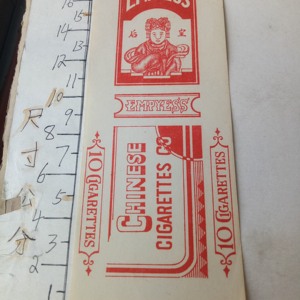 EMPRESS
皇后
EMPRESS
CHINESE
CIGARETTES CO
10 CIGARETTES
10 CIGARETTES
16
15
14
13
12
11
10
9
8
7
6
5
4
3
2
尺寸公分